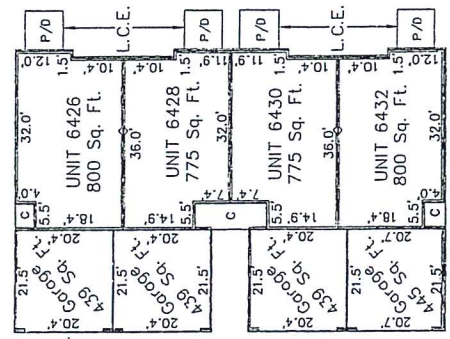 P/D
L.C.E.
P/D
P/D
L.C.E.
P/D
12.0'
1.5'
10.4'
10.4'
1.5'
11.9'
11.9'
1.5'
10.4'
10.4'
1.5'
12.0'
32.0'
UNIT 6426
800 Sq. Ft.
36.0'
UNIT 6428
775 Sq. Ft.
32.0'
UNIT 6430
775 Sq. Ft.
36.0'
UNIT 6432
800 Sq. Ft.
32.0'
4.0'
C
5.5'
18.4'
14.9'
5.5'
7.4'
C
7.4'
5.5'
14.9'
18.4'
5.5'
4.0'
C
20.4'
20.4'
20.4'
20.7'
21.5'
Garage
439
Sq. Ft.
21.5'
Garage
439
Sq. Ft.
21.5'
21.5'
Garage
439
Sq. Ft.
21.5'
Garage
445
Sq. Ft.
21.5'
20.4'
20.4'
20.4'
20.7'